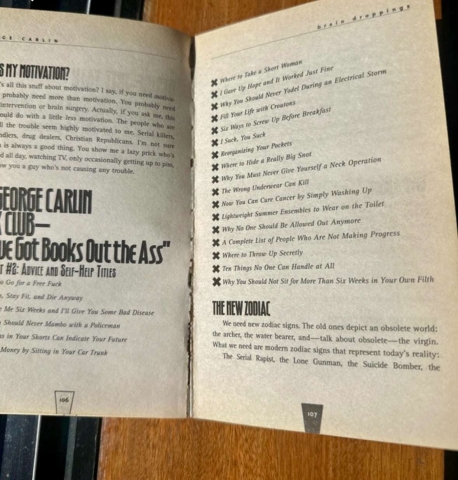 GE CARLIN
S MY MOTIVATION?
's all this stuff about motivation? I say, if you need motiva-
probably need more than motivation. You probably need
intervention or brain surgery. Actually, if you ask me, this
ould do with a little less motivation. The people who are
ll the trouble seem highly motivated to me. Serial killers,
ndlers, drug dealers, Christian Republicans. I'm not sure
n is always a good thing. You show me a lazy prick who's
ed all day, watching TV, only occasionally getting up to piss,
ow you a guy who's not causing any trouble.
GEORGE CARLIN
K CLUB—
ve Got Books Out the Ass"
T #8: ADVICE AND SELF-HELP TITLES
o Go for a Free Fuck
n, Stay Fit, and Die Anyway
e Me Six Weeks and I'll Give You Some Bad Disease
u Should Never Mambo with a Policeman
s in Your Shorts Can Indicate Your Future
Money by Sitting in Your Car Trunk
106
brain droppings
Where to Take a Short Woman
I Gave Up Hope and It Worked Just Fine
Why You Should Never Yodel During an Electrical Storm
Fill Your Life with Croutons
Six Ways to Screw Up Before Breakfast
I Suck, You Suck
Reorganizing Your Pockets
Where to Hide a Really Big Snot
Why You Must Never Give Yourself a Neck Operation
The Wrong Underwear Can Kill
Now You Can Cure Cancer by Simply Washing Up
Lightweight Summer Ensembles to Wear on the Toilet
Why No One Should Be Allowed Out Anymore
A Complete List of People Who Are Not Making Progress
Where to Throw Up Secretly
Ten Things No One Can Handle at All
Why You Should Not Sit for More Than Six Weeks in Your Own Filth
THE NEW ZODIAC
We need new zodiac signs. The old ones depict an obsolete world:
the archer, the water bearer, and—talk about obsolete—the virgin.
What we need are modern zodiac signs that represent today's reality:
The Serial Rapist, the Lone Gunman, the Suicide Bomber, the
107